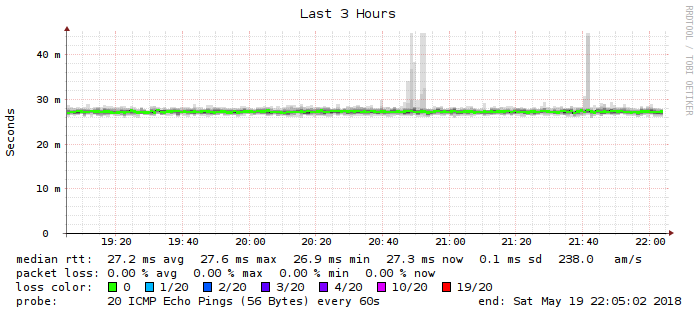 Last 3 Hours
RRDTOOL / TOBI OETIKER
Seconds
40 m
30 m
20 m
10 m
0
19:20 19:40 20:00 20:20 20:40 21:00 21:20 21:40 22:00
median rtt: 27.2 ms avg 27.6 ms max 26.9 ms min 27.3 ms now 0.1 ms sd 238.0 am/s
packet loss: 0.00 % avg 0.00 % max 0.00 % min 0.00 % now
loss color: 0 1/20 2/20 3/20 4/20 10/20 19/20
probe: 20 ICMP Echo Pings (56 Bytes) every 60s end: Sat May 19 22:05:02 2018